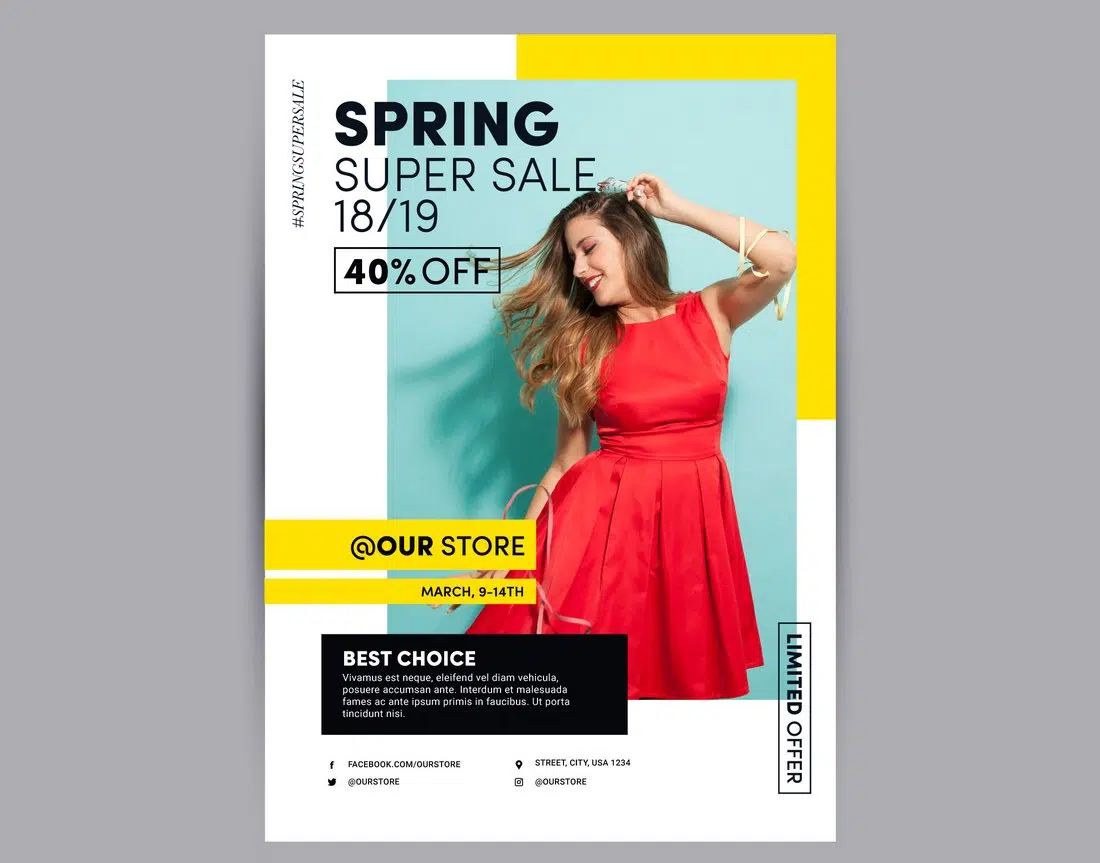 #SPRINGSUPERSALE
SPRING
SUPER SALE
18/19
40% OFF
@OUR STORE
MARCH, 9-14TH
BEST CHOICE
Vivamus est neque, eleifend vel diam vehicula,
posuere accumsan ante. Interdum et malesuada
fames ac ante ipsum primis in faucibus. Ut porta
tincidunt nisi.
LIMITED OFFER
FACEBOOK.COM/OURSTORE
STREET, CITY, USA 1234
@OURSTORE
@OURSTORE